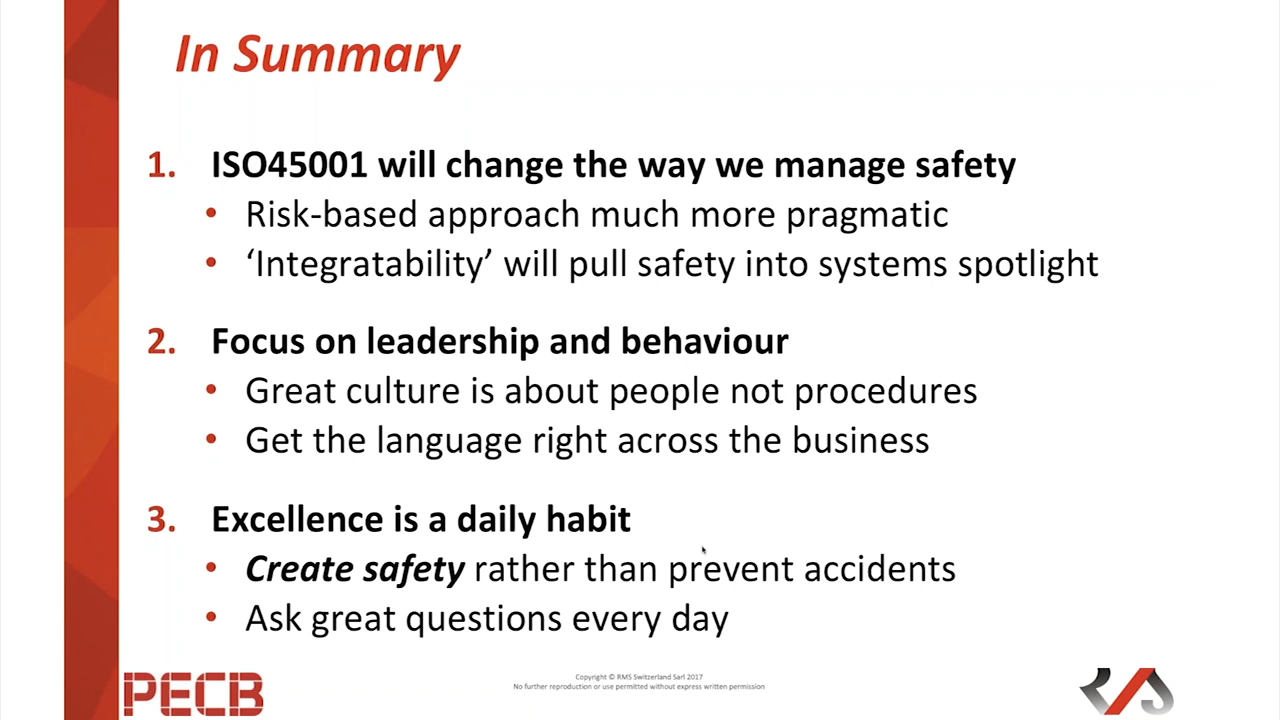 In Summary
1. ISO45001 will change the way we manage safety
• Risk-based approach much more pragmatic
• ‘Integratability’ will pull safety into systems spotlight
2. Focus on leadership and behaviour
• Great culture is about people not procedures
• Get the language right across the business
3. Excellence is a daily habit
• Create safety rather than prevent accidents
• Ask great questions every day
PECB
Copyright © RMS Switzerland Sarl 2017
No further reproduction or use permitted without express written permission